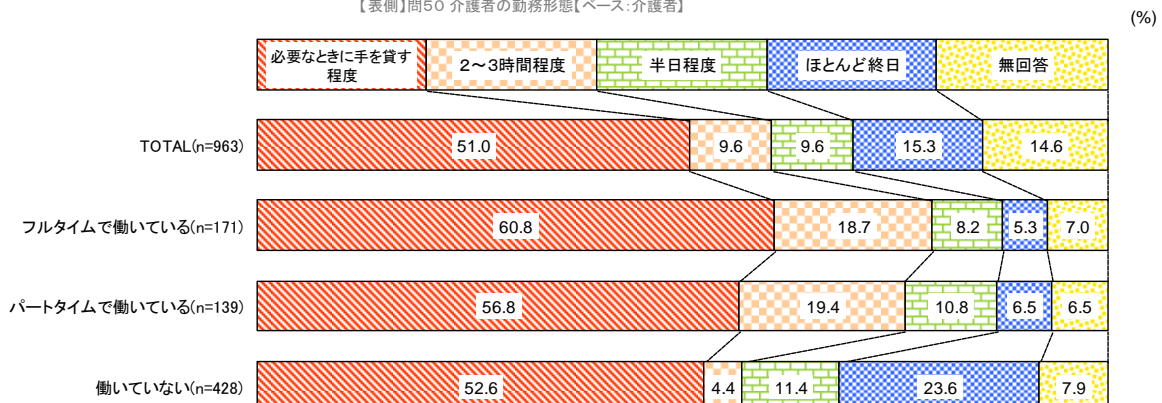 【表側】問50 介護者の勤務形態【ベース:介護者】
(%)
必要なときに手を貸す
程度
2～3時間程度
半日程度
ほとんど終日
無回答
TOTAL(n=963)
51.0
9.6
9.6
15.3
14.6
フルタイムで働いている(n=171)
60.8
18.7
8.2
5.3
7.0
パートタイムで働いている(n=139)
56.8
19.4
10.8
6.5
6.5
働いていない(n=428)
52.6
4.4
11.4
23.6
7.9